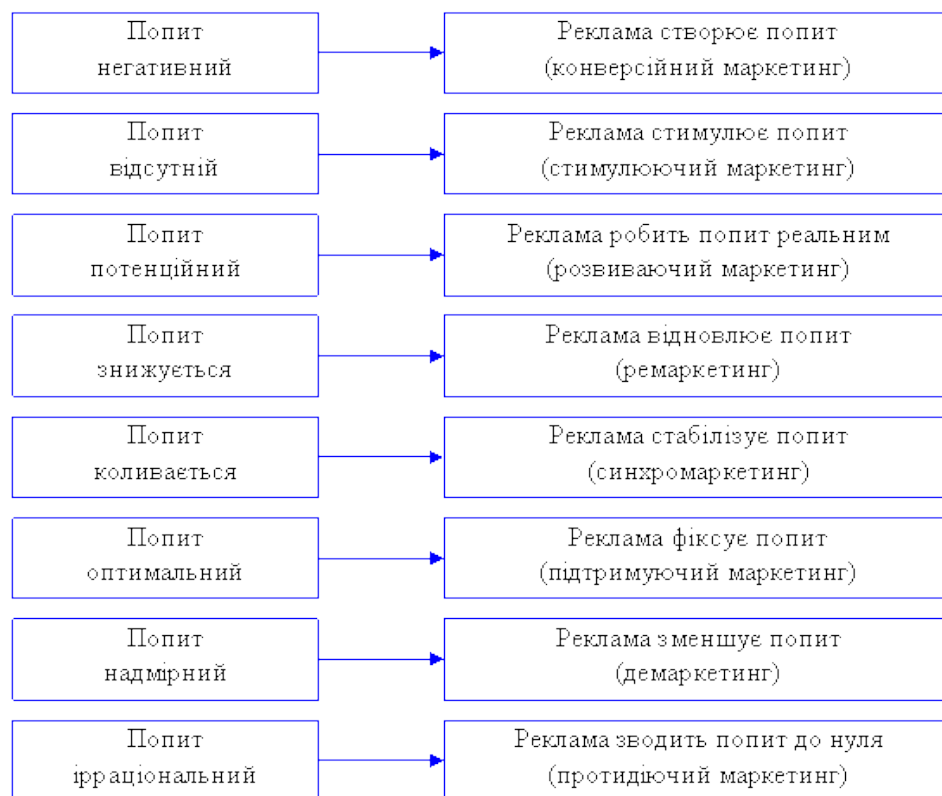 Попит
негативний
Реклама створює попит
(конверсійний маркетинг)
Попит
відсутній
Реклама стимулює попит
(стимулюючий маркетинг)
Попит
потенційний
Реклама робить попит реальним
(розвиваючий маркетинг)
Попит
знижується
Реклама відновлює попит
(ремаркетинг)
Попит
коливається
Реклама стабілізує попит
(синхромаркетинг)
Попит
оптимальний
Реклама фіксує попит
(підтримуючий маркетинг)
Попит
надмірний
Реклама зменшує попит
(демаркетинг)
Попит
ірраціональний
Реклама зводить попит до нуля
(протидіючий маркетинг)